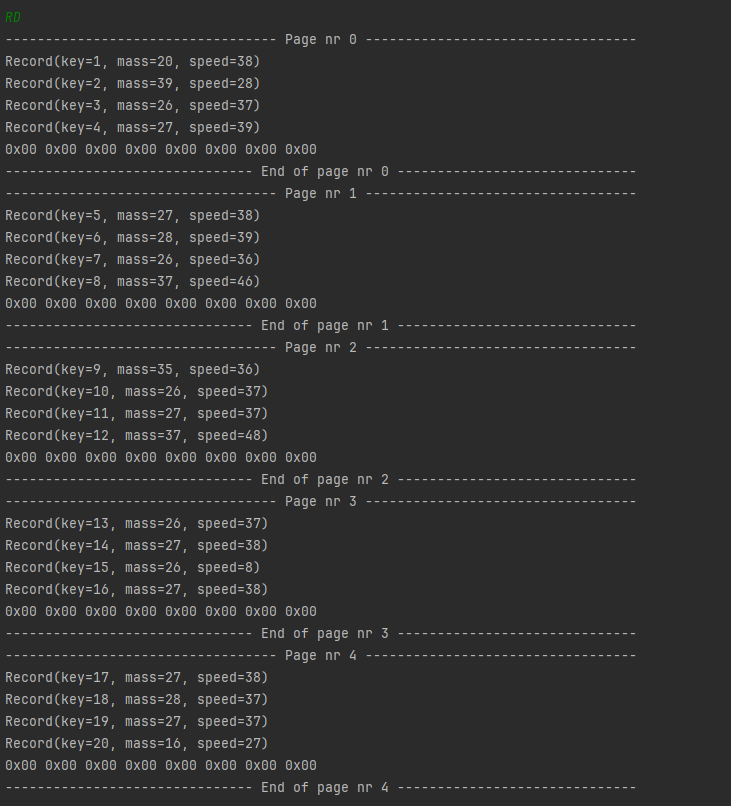 RD
---------------------------------- Page nr 0 ----------------------------------
Record(key=1, mass=20, speed=38)
Record(key=2, mass=39, speed=28)
Record(key=3, mass=26, speed=37)
Record(key=4, mass=27, speed=39)
0x00 0x00 0x00 0x00 0x00 0x00 0x00 0x00
------------------------------- End of page nr 0 ------------------------------
---------------------------------- Page nr 1 ----------------------------------
Record(key=5, mass=27, speed=38)
Record(key=6, mass=28, speed=39)
Record(key=7, mass=26, speed=36)
Record(key=8, mass=37, speed=46)
0x00 0x00 0x00 0x00 0x00 0x00 0x00 0x00
------------------------------- End of page nr 1 ------------------------------
---------------------------------- Page nr 2 ----------------------------------
Record(key=9, mass=35, speed=36)
Record(key=10, mass=26, speed=37)
Record(key=11, mass=27, speed=37)
Record(key=12, mass=37, speed=48)
0x00 0x00 0x00 0x00 0x00 0x00 0x00 0x00
------------------------------- End of page nr 2 ------------------------------
---------------------------------- Page nr 3 ----------------------------------
Record(key=13, mass=26, speed=37)
Record(key=14, mass=27, speed=38)
Record(key=15, mass=26, speed=8)
Record(key=16, mass=27, speed=38)
0x00 0x00 0x00 0x00 0x00 0x00 0x00 0x00
------------------------------- End of page nr 3 ------------------------------
---------------------------------- Page nr 4 ----------------------------------
Record(key=17, mass=27, speed=38)
Record(key=18, mass=28, speed=37)
Record(key=19, mass=27, speed=37)
Record(key=20, mass=16, speed=27)
0x00 0x00 0x00 0x00 0x00 0x00 0x00 0x00
------------------------------- End of page nr 4 ------------------------------